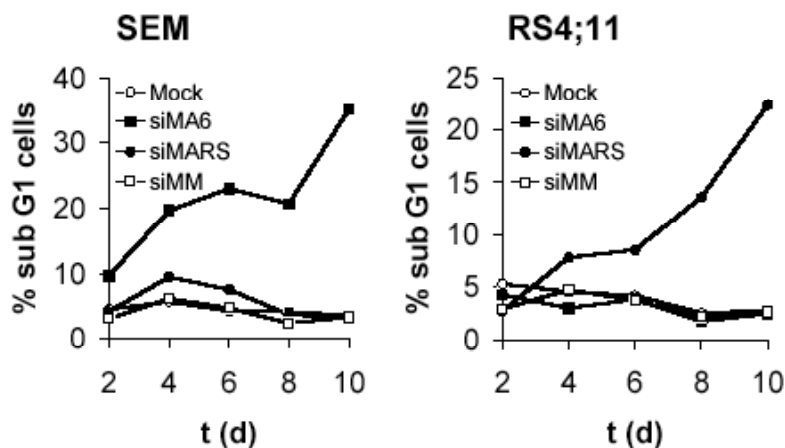 SEM
% sub G1 cells
40
30
20
10
0
Mock
siMA6
siMARS
siMM
2 4 6 8 10
t (d)
RS4;11
% sub G1 cells
25
20
15
10
5
0
Mock
siMA6
siMARS
siMM
2 4 6 8 10
t (d)